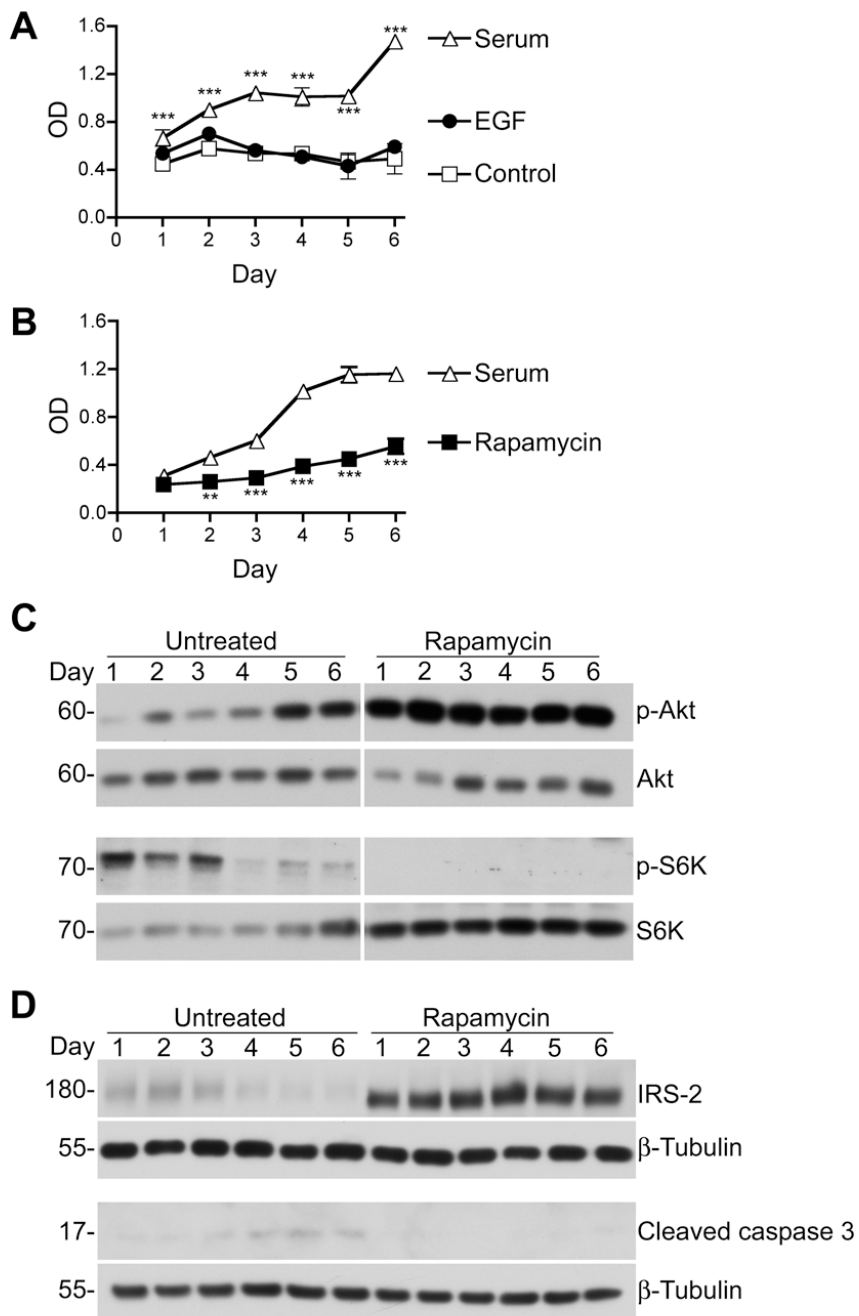 A
1.6
1.2
0.8
0.4
0.0
OD
0 1 2 3 4 5 6
Day
*** *** *** *** *** ***
Serum
EGF
Control
B
1.6
1.2
0.8
0.4
0.0
OD
0 1 2 3 4 5 6
Day
** *** *** *** ***
Serum
Rapamycin
C
Untreated Rapamycin
Day 1 2 3 4 5 6 1 2 3 4 5 6
60- p-Akt
60- Akt
70- p-S6K
70- S6K
D
Untreated Rapamycin
Day 1 2 3 4 5 6 1 2 3 4 5 6
180- IRS-2
55- β-Tubulin
17- Cleaved caspase 3
55- β-Tubulin